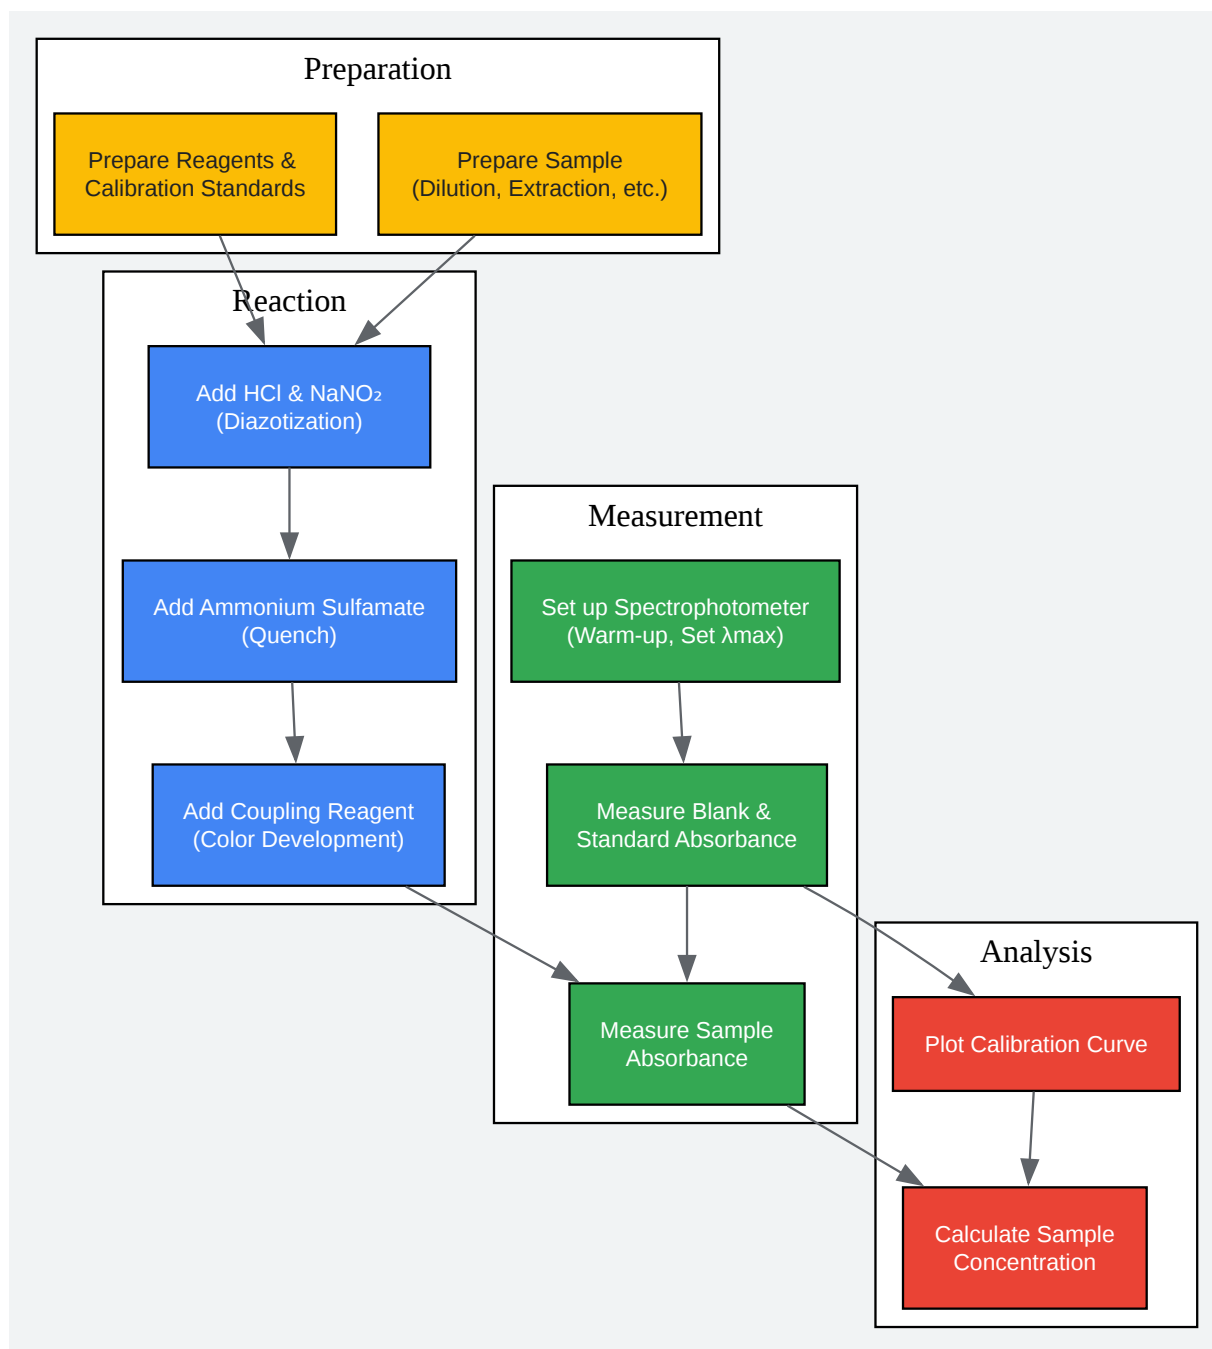 Preparation
Prepare Reagents &
Calibration Standards
Prepare Sample
(Dilution, Extraction, etc.)
Reaction
Add HCl & NaNO₂
(Diazotization)
Add Ammonium Sulfamate
(Quench)
Add Coupling Reagent
(Color Development)
Measurement
Set up Spectrophotometer
(Warm-up, Set λmax)
Measure Blank &
Standard Absorbance
Measure Sample
Absorbance
Analysis
Plot Calibration Curve
Calculate Sample
Concentration